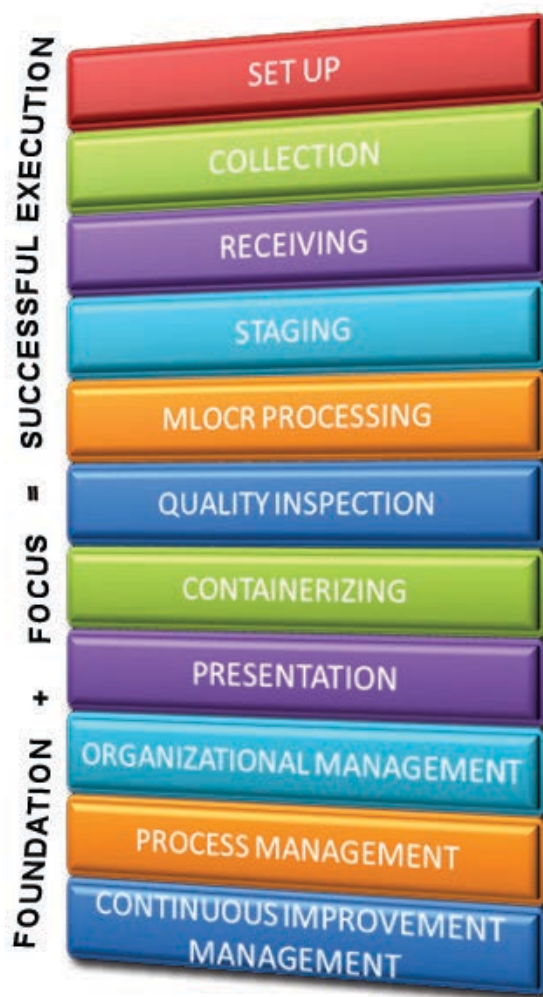 FOUNDATION + FOCUS = SUCCESSFUL EXECUTION
SET UP
COLLECTION
RECEIVING
STAGING
MLOCR PROCESSING
QUALITY INSPECTION
CONTAINERIZING
PRESENTATION
ORGANIZATIONAL MANAGEMENT
PROCESS MANAGEMENT
CONTINUOUS IMPROVEMENT
MANAGEMENT